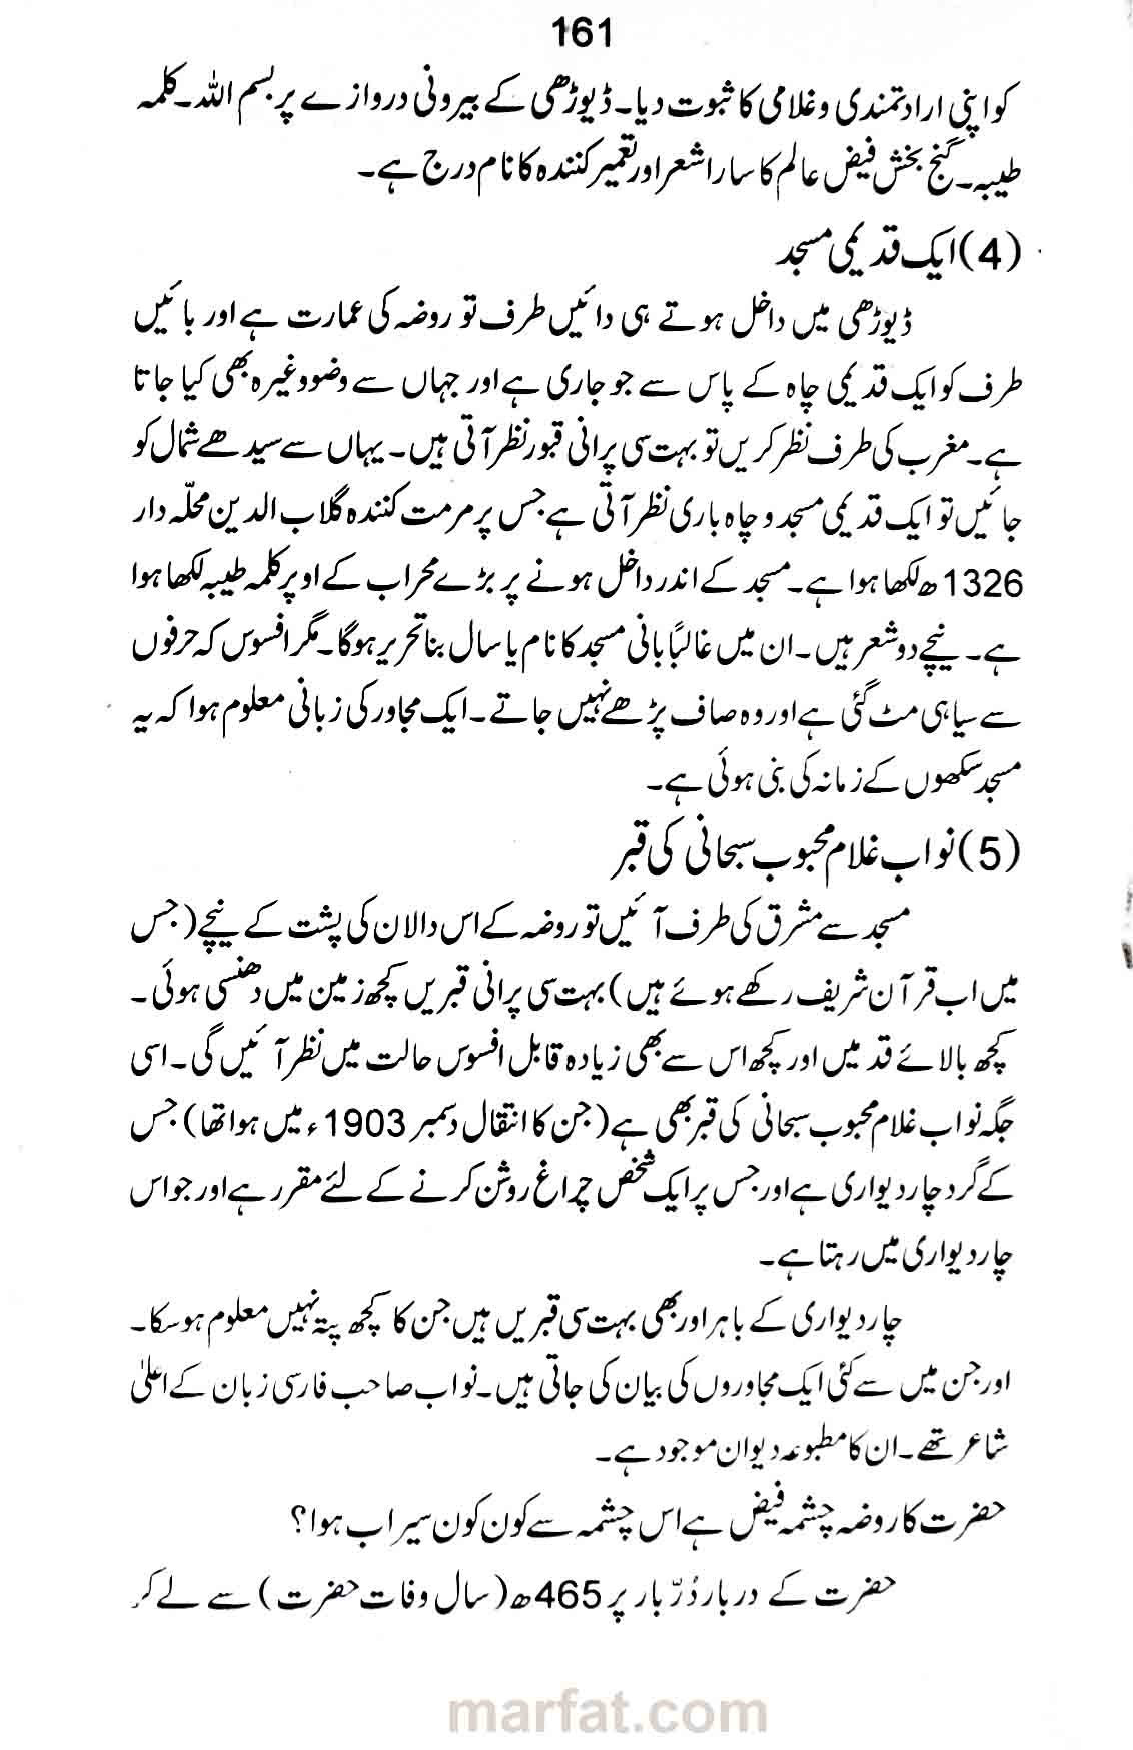 161
کو اپنی ارادتمندی و غلامی کا ثبوت دیا۔ ڈیوڑھی کے بیرونی دروازے پر بسم اللہ۔ کلمہ
طیبہ۔ گنج بخش فیض عالم کا سارا شعر اور تعمیر کنندہ کا نام درج ہے۔
(4) ایک قدیمی مسجد
ڈیوڑھی میں داخل ہوتے ہی دائیں طرف تو روضہ کی عمارت ہے اور بائیں
طرف کو ایک قدیمی چاہ کے پاس سے جو جاری ہے اور جہاں سے وضو وغیرہ بھی کیا جاتا
ہے۔ مغرب کی طرف نظر کریں تو بہت سی پرانی قبور نظر آتی ہیں۔ یہاں سے سیدھے شمال کو
جائیں تو ایک قدیمی مسجد و چاہ باری نظر آتی ہے جس پر مرمت کنندہ گلاب الدین محلّہ دار
1326ھ لکھا ہوا ہے۔ مسجد کے اندر داخل ہونے پر بڑے محراب کے اوپر کلمہ طیبہ لکھا ہوا
ہے۔ نیچے دو شعر ہیں۔ ان میں غالباً بانی مسجد کا نام یا سال بنا تحریر ہوگا۔ مگر افسوس کہ حرفوں
سے سیاہی مٹ گئی ہے اور وہ صاف پڑھے نہیں جاتے۔ ایک مجاور کی زبانی معلوم ہوا کہ یہ
مسجد سکھوں کے زمانہ کی بنی ہوئی ہے۔
(5) نواب غلام محبوب سبحانی کی قبر
مسجد سے مشرق کی طرف آئیں تو روضہ کے اس دالان کی پشت کے نیچے (جس
میں اب قرآن شریف رکھے ہوئے ہیں) بہت سی پرانی قبریں کچھ زمین میں دھنسی ہوئی۔
کچھ بالائے قد میں اور کچھ اس سے بھی زیادہ قابل افسوس حالت میں نظر آئیں گی۔ اسی
جگہ نواب غلام محبوب سبحانی کی قبر بھی ہے (جن کا انتقال دسمبر 1903ء میں ہوا تھا) جس
کے گرد چار دیواری ہے اور جس پر ایک شخص چراغ روشن کرنے کے لئے مقرر ہے اور جو اس
چار دیواری میں رہتا ہے۔
چار دیواری کے باہر اور بھی بہت سی قبریں ہیں جن کا کچھ پتہ نہیں معلوم ہو سکا۔
اور جن میں سے کئی ایک مجاوروں کی بیان کی جاتی ہیں۔ نواب صاحب فارسی زبان کے اعلیٰ
شاعر تھے۔ ان کا مطبوعہ دیوان موجود ہے۔
حضرت کا روضہ چشمہ فیض ہے اس چشمہ سے کون کون سیراب ہوا؟
حضرت کے دربار دُرّ بار پر 465ھ (سال وفات حضرت) سے لے کر
marfat.com